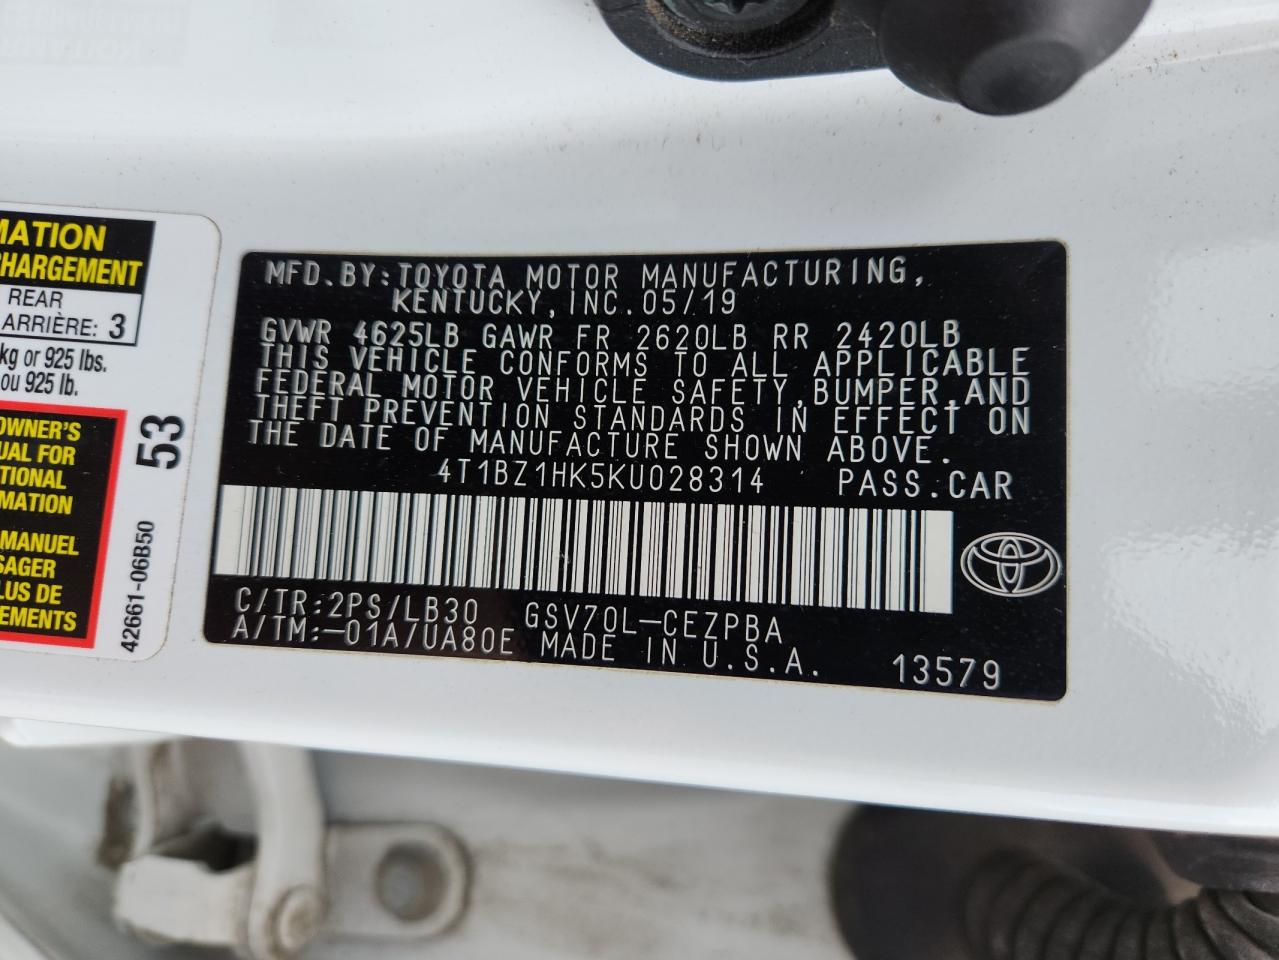 MATION
CHARGEMENT
REAR
ARRIÈRE: 3
kg or 925 lbs.
ou 925 lb.
OWNER'S
UAL FOR
TIONAL
MATION
MANUEL
SAGER
LUS DE
EMENTS
53
42661-06B50
MFD.BY:TOYOTA MOTOR MANUFACTURING,
KENTUCKY,INC.05/19
GVWR 4625LB GAWR FR 2620LB RR 2420LB
THIS VEHICLE CONFORMS TO ALL APPLICABLE
FEDERAL MOTOR VEHICLE SAFETY,BUMPER,AND
THEFT PREVENTION STANDARDS IN EFFECT ON
THE DATE OF MANUFACTURE SHOWN ABOVE.
4T1BZ1HK5KU028314 PASS.CAR
C/TR:2PS/LB30 GSV70L-CEZPBA
A/TM:-01A/UA80E MADE IN U.S.A. 13579